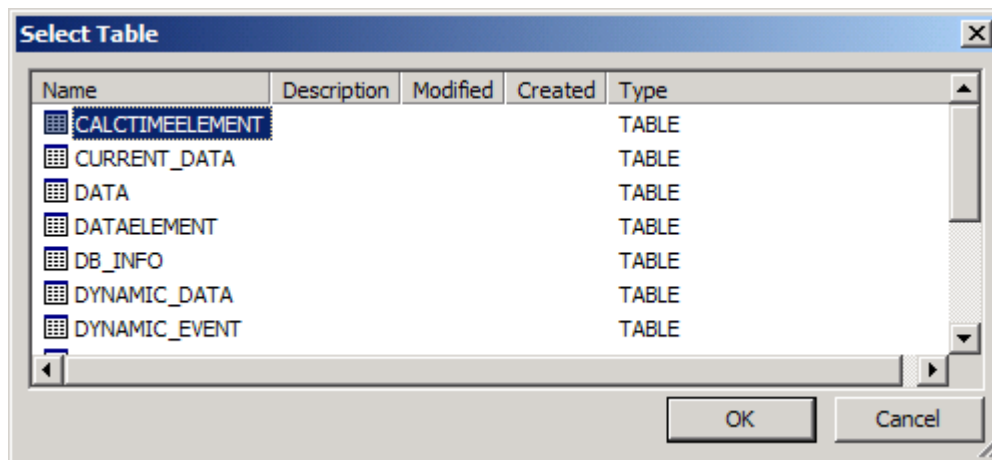 Select Table
Name Description Modified Created Type
CALCTIMEELEMENT TABLE
CURRENT_DATA TABLE
DATA TABLE
DATAELEMENT TABLE
DB_INFO TABLE
DYNAMIC_DATA TABLE
DYNAMIC_EVENT TABLE
OK Cancel